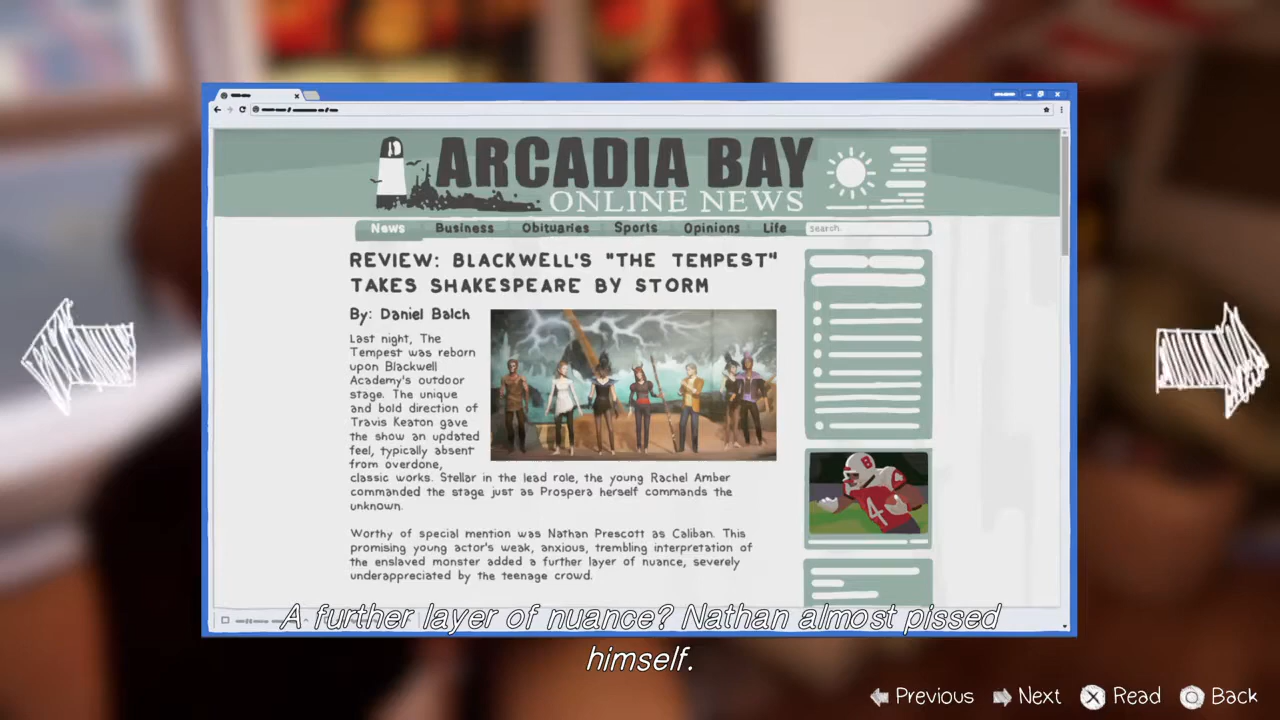 ARCADIA BAY
ONLINE NEWS
News Business Obituaries Sports Opinions Life search
REVIEW: BLACKWELL'S "THE TEMPEST"
TAKES SHAKESPEARE BY STORM
By: Daniel Balch
Last night, The
Tempest was reborn
upon Blackwell
Academy's outdoor
stage. The unique
and bold direction of
Travis Keaton gave
the show an updated
feel, typically absent
from overdone,
classic works. Stellar in the lead role, the young Rachel Amber
commanded the stage just as Prospera herself commands the
unknown.
Worthy of special mention was Nathan Prescott as Caliban. This
promising young actor's weak, anxious, trembling interpretation of
the enslaved monster added a further layer of nuance, severely
underappreciated by the teenage crowd.
B
4
A further layer of nuance? Nathan almost pissed
himself.
Previous Next X Read Back